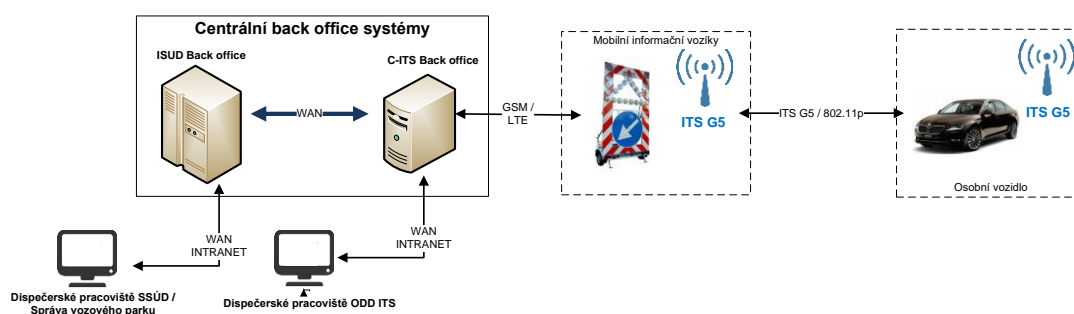 Centrální back office systémy
ISUD Back office
C-ITS Back office
WAN
GSM /
LTE
Mobilní informační vozíky
ITS G5
ITS G5 / 802.11p
ITS G5
Osobní vozidlo
WAN
INTRANET
WAN
INTRANET
Dispečerské pracoviště SSÚD /
Správa vozového parku
Dispečerské pracoviště ODD ITS